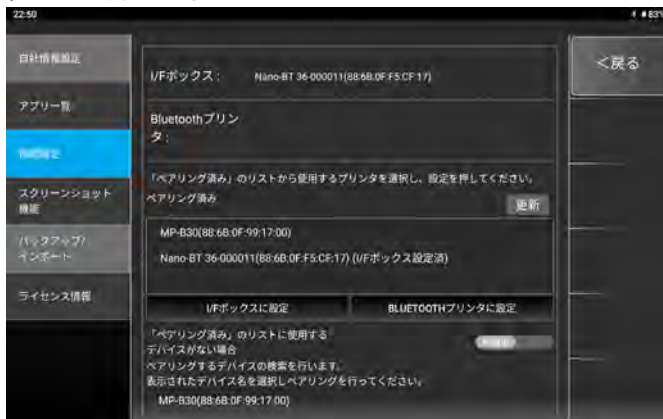 22:50
83%
自社情報設定
アプリ一覧
スクリーンショット
機能
バックアップ/
インポート
ライセンス情報
I/Fボックス : Nano-BT 36-000011(88:6B:0F:F5:CF:17)
Bluetoothプリン
タ :
「ペアリング済み」のリストから使用するプリンタを選択し、設定を押してください。
ペアリング済み
更新
MP-B30(88:6B:0F:99:17:00)
Nano-BT 36-000011(88:6B:0F:F5:CF:17) (I/Fボックス設定済)
I/Fボックスに設定
BLUETOOTHプリンタに設定
「ペアリング済み」のリストに使用する
デバイスがない場合
ペアリングするデバイスの検索を行います。
表示されたデバイス名を選択しペアリングを行ってください。
MP-B30(88:6B:0F:99:17:00)
<戻る